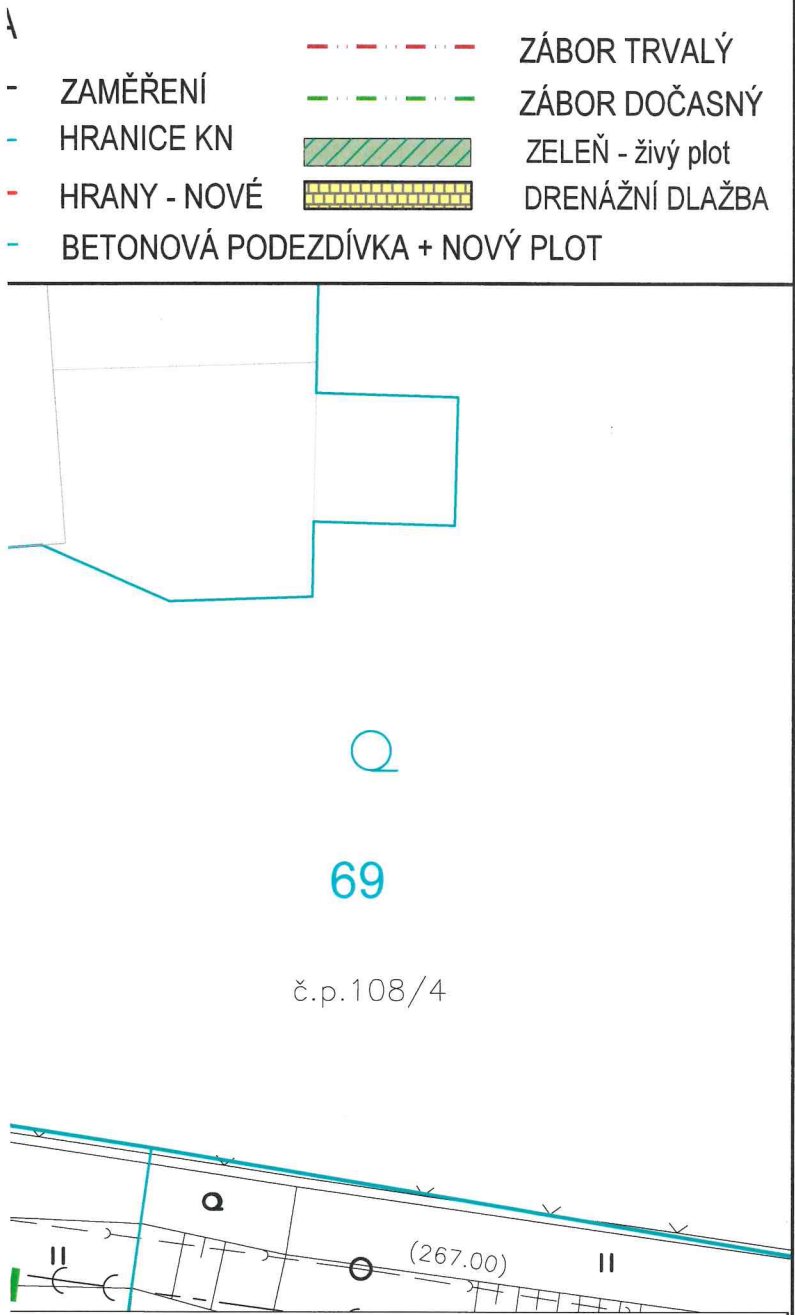 ZÁBOR TRVALÝ
ZAMĚŘENÍ
ZÁBOR DOČASNÝ
HRANICE KN
ZELEŇ - živý plot
HRANY - NOVÉ
DRENÁŽNÍ DLAŽBA
BETONOVÁ PODEZDÍVKA + NOVÝ PLOT
69
č.p.108/4
(267.00)